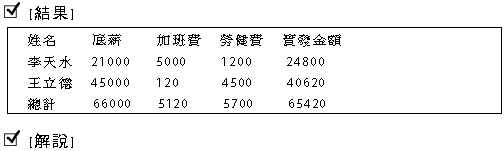 [結果]
姓名 底薪 加班費 勞健費 實發金額
李天水 21000 5000 1200 24800
王立德 45000 120 4500 40620
總計 66000 5120 5700 65420
[解說]